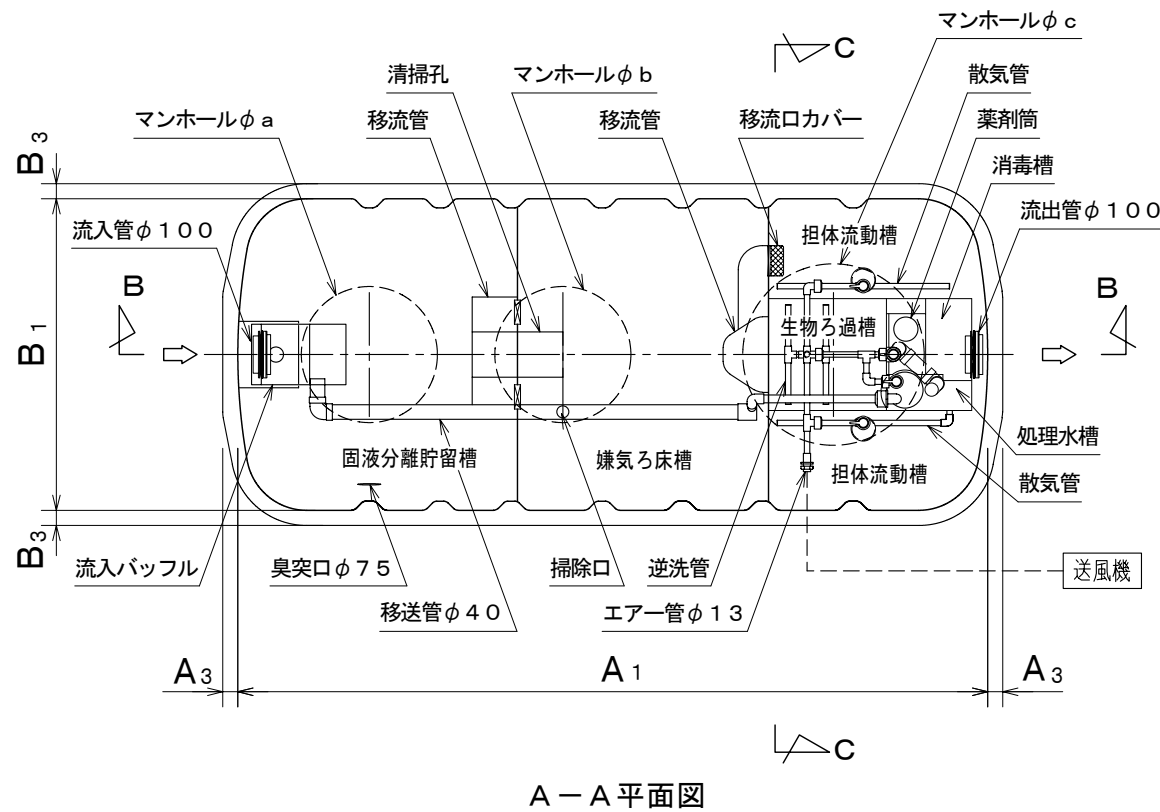 マンホールφc
C
清掃孔
マンホールφb
散気管
マンホールφa
移流管
移流管
移流口カバー
薬剤筒
B3
消毒槽
流入管φ100
担体流動槽
流出管φ100
B
B1
生物ろ過槽
B
固液分離貯留槽
嫌気ろ床槽
担体流動槽
処理水槽
散気管
B3
流入バッフル
臭突口φ75
掃除口
逆洗管
送風機
移送管φ40
エアー管φ13
A3
A1
A3
C
A-A平面図